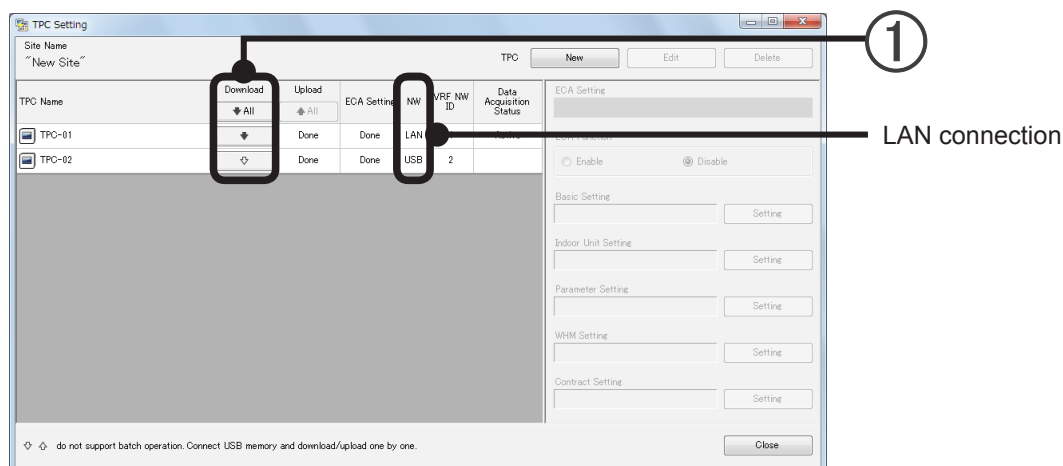 TPC Setting
Site Name
"New Site"
TPC
New
Edit
Delete
①
TPC Name
Download
All
Upload
All
ECA Setting
NW
VRF NW
ID
Data
Acquisition
Status
ECA Setting
TPC-01
Done
Done
LAN
LAN connection
TPC-02
Done
Done
USB
2
Enable
Disable
Basic Setting
Setting
Indoor Unit Setting
Setting
Parameter Setting
Setting
WHM Setting
Setting
Contract Setting
Setting
do not support batch operation. Connect USB memory and download/upload one by one.
Close